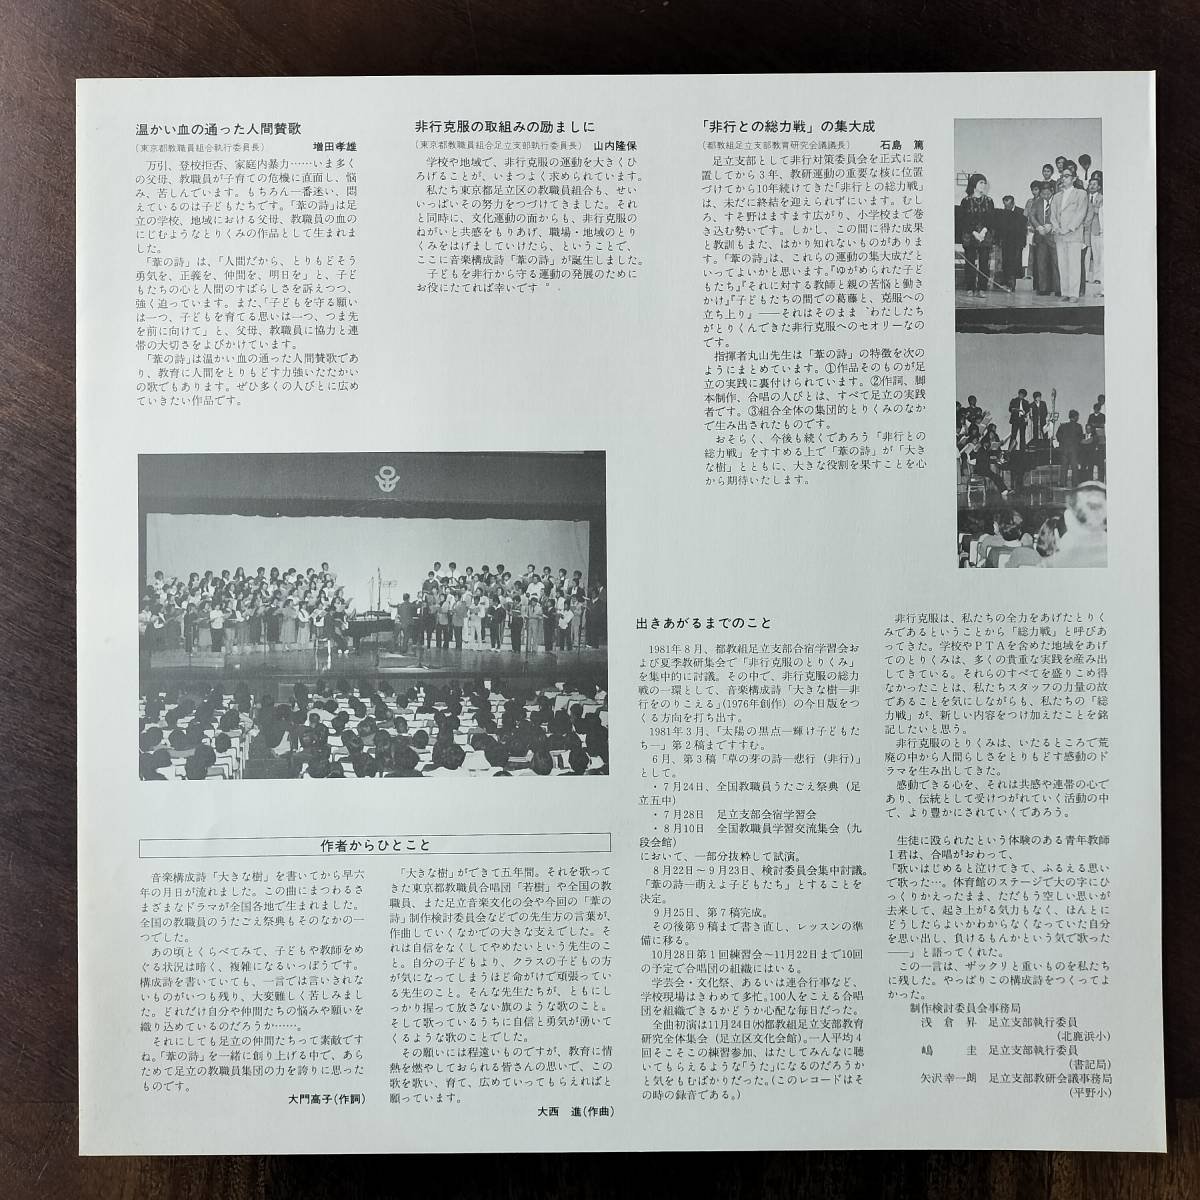 温かい血の通った人間賛歌
(東京都教職員組合執行委員長) 増田孝雄
万引、登校拒否、家庭内暴力……いま多く
の父母、教職員が子育ての危機に直面し、悩
み、苦しんでいます。もちろん一番迷い、悶
えているのは子どもたちです。「葦の詩」は足
立の学校、地域における父母、教職員の血の
にじむようなとりくみの作品として生まれま
した。
「葦の詩」は、「人間だから、とりもどそう
勇気を、正義を、仲間を、明日を」と、子ど
もたちの心と人間のすばらしさを訴えつつ、
強く迫っています。また、「子どもを守る願い
は一つ、子どもを育てる思いは一つ、つま先
を前に向けて」と、父母、教職員に協力と連
帯の大切さをよびかけています。
「葦の詩」は温かい血の通った人間賛歌であ
り、教育に人間をとりもどす力強いたたかい
の歌でもあります。ぜひ多くの人びとに広め
ていきたい作品です。
非行克服の取組みの励ましに
(東京都教職員組合足立支部執行委員長) 山内隆保
学校や地域で、非行克服の運動を大きくひ
ろげることが、いまつよく求められています。
私たち東京都足立区の教職員組合も、せい
いっぱいその努力をつづけてきました。それ
と同時に、文化運動の面からも、非行克服の
ねがいと共感をもりあげ、職場・地域のとり
くみをはげましていけたら、ということで、
ここに音楽構成詩「葦の詩」が誕生しました。
子どもを非行から守る運動の発展のために
お役にたてれば幸いです。
「非行との総力戦」の集大成
(都教組足立支部教育研究会議議長) 石島 篤
足立支部として非行対策委員会を正式に設
置してから3年、教研運動の重要な核に位置
づけてから10年続けてきた「非行との総力戦」
は、未だに終結を迎えられずにいます。むし
ろ、すそ野はますます広がり、小学校まで巻
き込む勢いです。しかし、この間に得た成果
と教訓もまた、はかり知れないものがありま
す。「葦の詩」は、これらの運動の集大成だと
いってよいかと思います。『ゆがめられた子ど
もたち』『それに対する教師と親の苦悩と働き
かけ』『子どもたちの間での葛藤と、克服への
立ち上り』――それはそのまま〝わたしたち
がとりくんできた非行克服へのセオリーなの
です。
指揮者丸山先生は「葦の詩」の特徴を次の
ようにまとめています。①作品そのものが足
立の実践に裏付けられています。②作詞、脚
本制作、合唱の人びとは、すべて足立の実践
者です。③組合全体の集団的とりくみのなか
で生み出されたものです。
おそらく、今後も続くであろう「非行との
総力戦」をすすめる上で「葦の詩」が「大き
な樹」とともに、大きな役割を果すことを心
から期待いたします。
作者からひとこと
音楽構成詩「大きな樹」を書いてから早六
年の月日が流れました。この曲にまつわるさ
まざまなドラマが全国各地で生まれました。
全国の教職員のうたごえ祭典もそのなかの一
つでした。
あの頃とくらべてみて、子どもや教師をめ
ぐる状況は暗く、複雑になるいっぽうです。
構成詩を書いていても、一言では言いきれな
いものがいつも残り、大変難しく苦しみまし
た。どれだけ自分や仲間たちの悩みや願いを
織り込めているのだろうか……。
それにしても足立の仲間たちって素敵です
ね。「葦の詩」を一緒に創り上げる中で、あら
ためて足立の教職員集団の力を誇りに思った
ものです。
大門高子(作詞)
「大きな樹」ができて五年間。それを歌って
きた東京都教職員合唱団「若樹」や全国の教
職員、また足立音楽文化の会や今回の「葦の
詩」制作検討委員会などでの先生方の言葉が、
作曲していくなかでの大きな支えでした。そ
れは自信をなくしてやめたいという先生のこ
と。自分の子どもより、クラスの子どもの方
が気になってしまうほど命がけで頑張ってい
る先生のこと。そんな先生たちが、ともにし
っかり握って放さない旗のような歌のこと。
そして歌っているうちに自信と勇気が湧いて
くるような歌のことでした。
その願いには程遠いものですが、教育に情
熱を燃やしておられる皆さんの思いで、この
歌を歌い、育て、広めていってもらえればと
願っています。
大西 進(作曲)
出きあがるまでのこと
1981年8月、都教組足立支部合宿学習会お
よび夏季教研集会で「非行克服のとりくみ」
を集中的に討議。その中で、非行克服の総力
戦の一環として、音楽構成詩「大きな樹―非
行をのりこえる」(1976年創作)の今日版をつ
くる方向を打ち出す。
1981年3月、「太陽の黒点―輝け子どもた
ち―」第2稿まですすむ。
6月、第3稿「草の芽の詩―悲行(非行)」
として。
・7月24日、全国教職員うたごえ祭典(足
立五中)
・7月28日 足立支部合宿学習会
・8月10日 全国教職員学習交流集会(九
段会館)
において、一部分抜粋して試演。
8月22日〜9月23日、検討委員会集中討議。
「葦の詩―萌えよ子どもたち」とすることを
決定。
9月25日、第7稿完成。
その後第9稿まで書き直し、レッスンの準
備に移る。
10月28日第1回練習会〜11月22日まで10回
の予定で合唱団の組織にはいる。
学芸会・文化祭、あるいは連合行事など、
学校現場はきわめて多忙。100人をこえる合唱
団を組織できるかどうか心配な毎日だった。
全曲初演は11月24日(水)都教組足立支部教育
研究全体集会(足立区文化会館)。一人平均4
回そこそこの練習参加、はたしてみんなに聴
いてもらえるような「うた」になるのだろうか
と気をもむばかりだった。(このレコードはそ
の時の録音である。)
非行克服は、私たちの全力をあげたとりく
みであるということから「総力戦」と呼びあ
ってきた。学校やPTAを含めた地域をあげ
てのとりくみは、多くの貴重な実践を産み出
してきている。それらのすべてを盛りこめ得
なかったことは、私たちスタッフの力量の故
であることを気にしながらも、私たちの「総
力戦」が、新しい内容をつけ加えたことを銘
記したいと思う。
非行克服のとりくみは、いたるところで荒
廃の中から人間らしさをとりもどす感動のド
ラマを生み出してきた。
感動できる心を、それは共感や連帯の心で
あり、伝統として受けつがれていく活動の中
で、より豊かにされていくであろう。
生徒に殴られたという体験のある青年教師
I君は、合唱がおわって、
「歌いはじめると泣けてきて、ふるえる思い
で歌った…。体育館のステージで大の字にひ
っくりかえったまま、ただもう空しい思いが
去来して、起き上がる気力もなく、ほんとに
どうしたらよいかわからなくなっていた自分
を思い出し、負けるもんかという気で歌った
――」と語ってくれた。
この一言は、ザックリと重いものを私たち
に残した。やっぱりこの構成詩をつくってよ
かった。
制作検討委員会事務局
浅倉 昇 足立支部執行委員
(北鹿浜小)
嶋 圭 足立支部執行委員
(書記局)
矢沢幸一朗 足立支部教研会議事務局
(平野小)